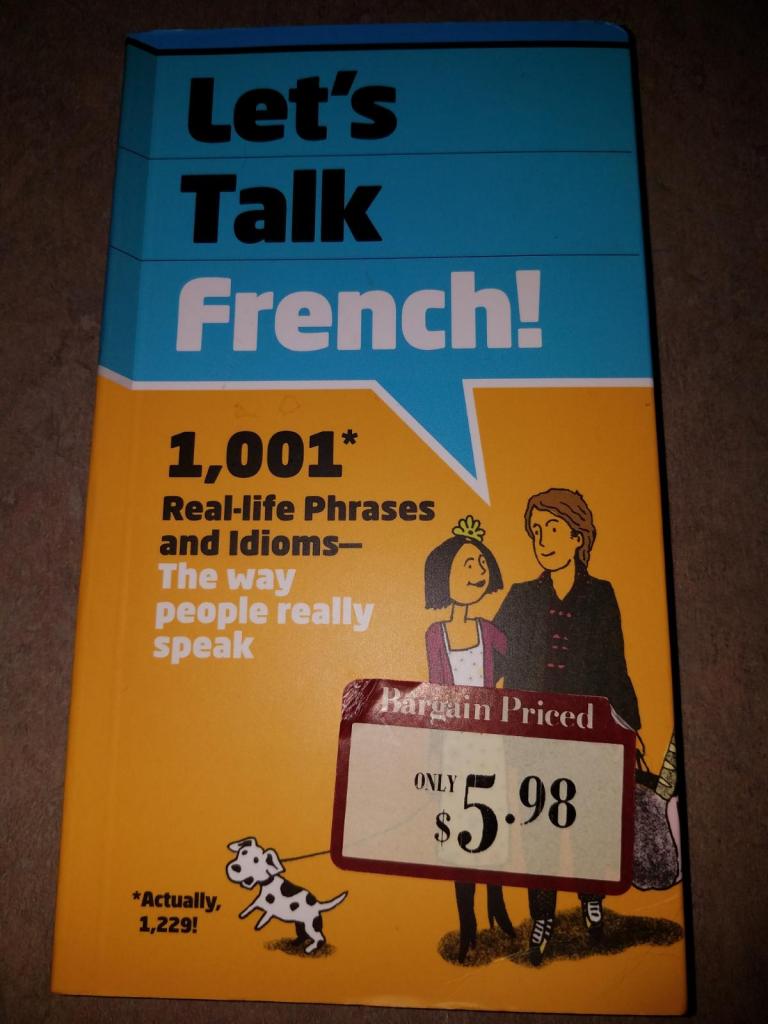 Let's
Talk
French!
1,001*
Real-life Phrases
and Idioms—
The way
people really
speak
Bargain Priced
ONLY
$5.98
*Actually,
1,229!